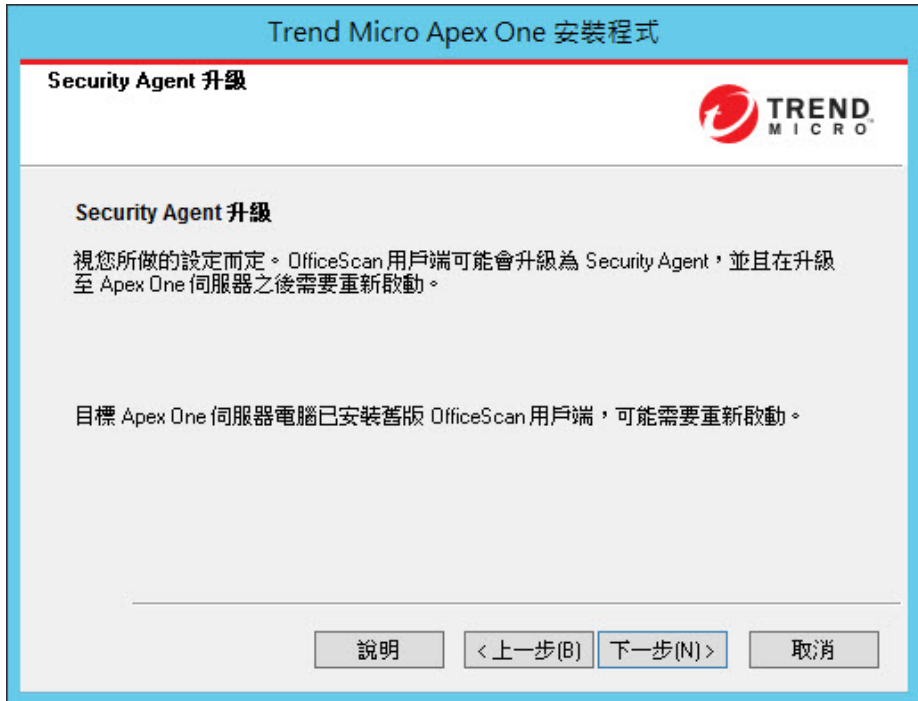 Trend Micro Apex One 安裝程式
Security Agent 升級
TREND
MICRO™
Security Agent 升級
視您所做的設定而定。OfficeScan 用戶端可能會升級為 Security Agent，並且在升級
至 Apex One 伺服器之後需要重新啟動。
目標 Apex One 伺服器電腦已安裝舊版 OfficeScan 用戶端，可能需要重新啟動。
說明
<上一步(B)
下一步(N)>
取消